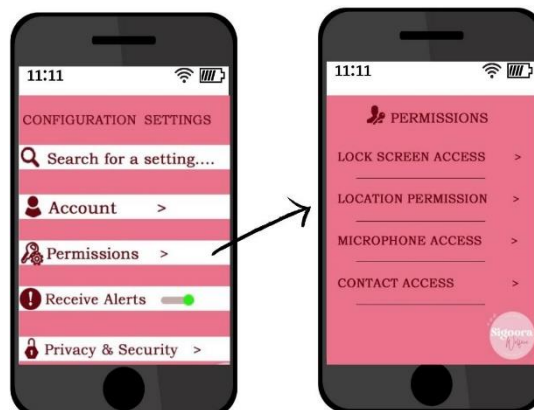 11:11
CONFIGURATION SETTINGS
Search for a setting....
Account >
Permissions >
Receive Alerts
Privacy & Security >
11:11
PERMISSIONS
LOCK SCREEN ACCESS >
LOCATION PERMISSION >
MICROPHONE ACCESS >
CONTACT ACCESS >